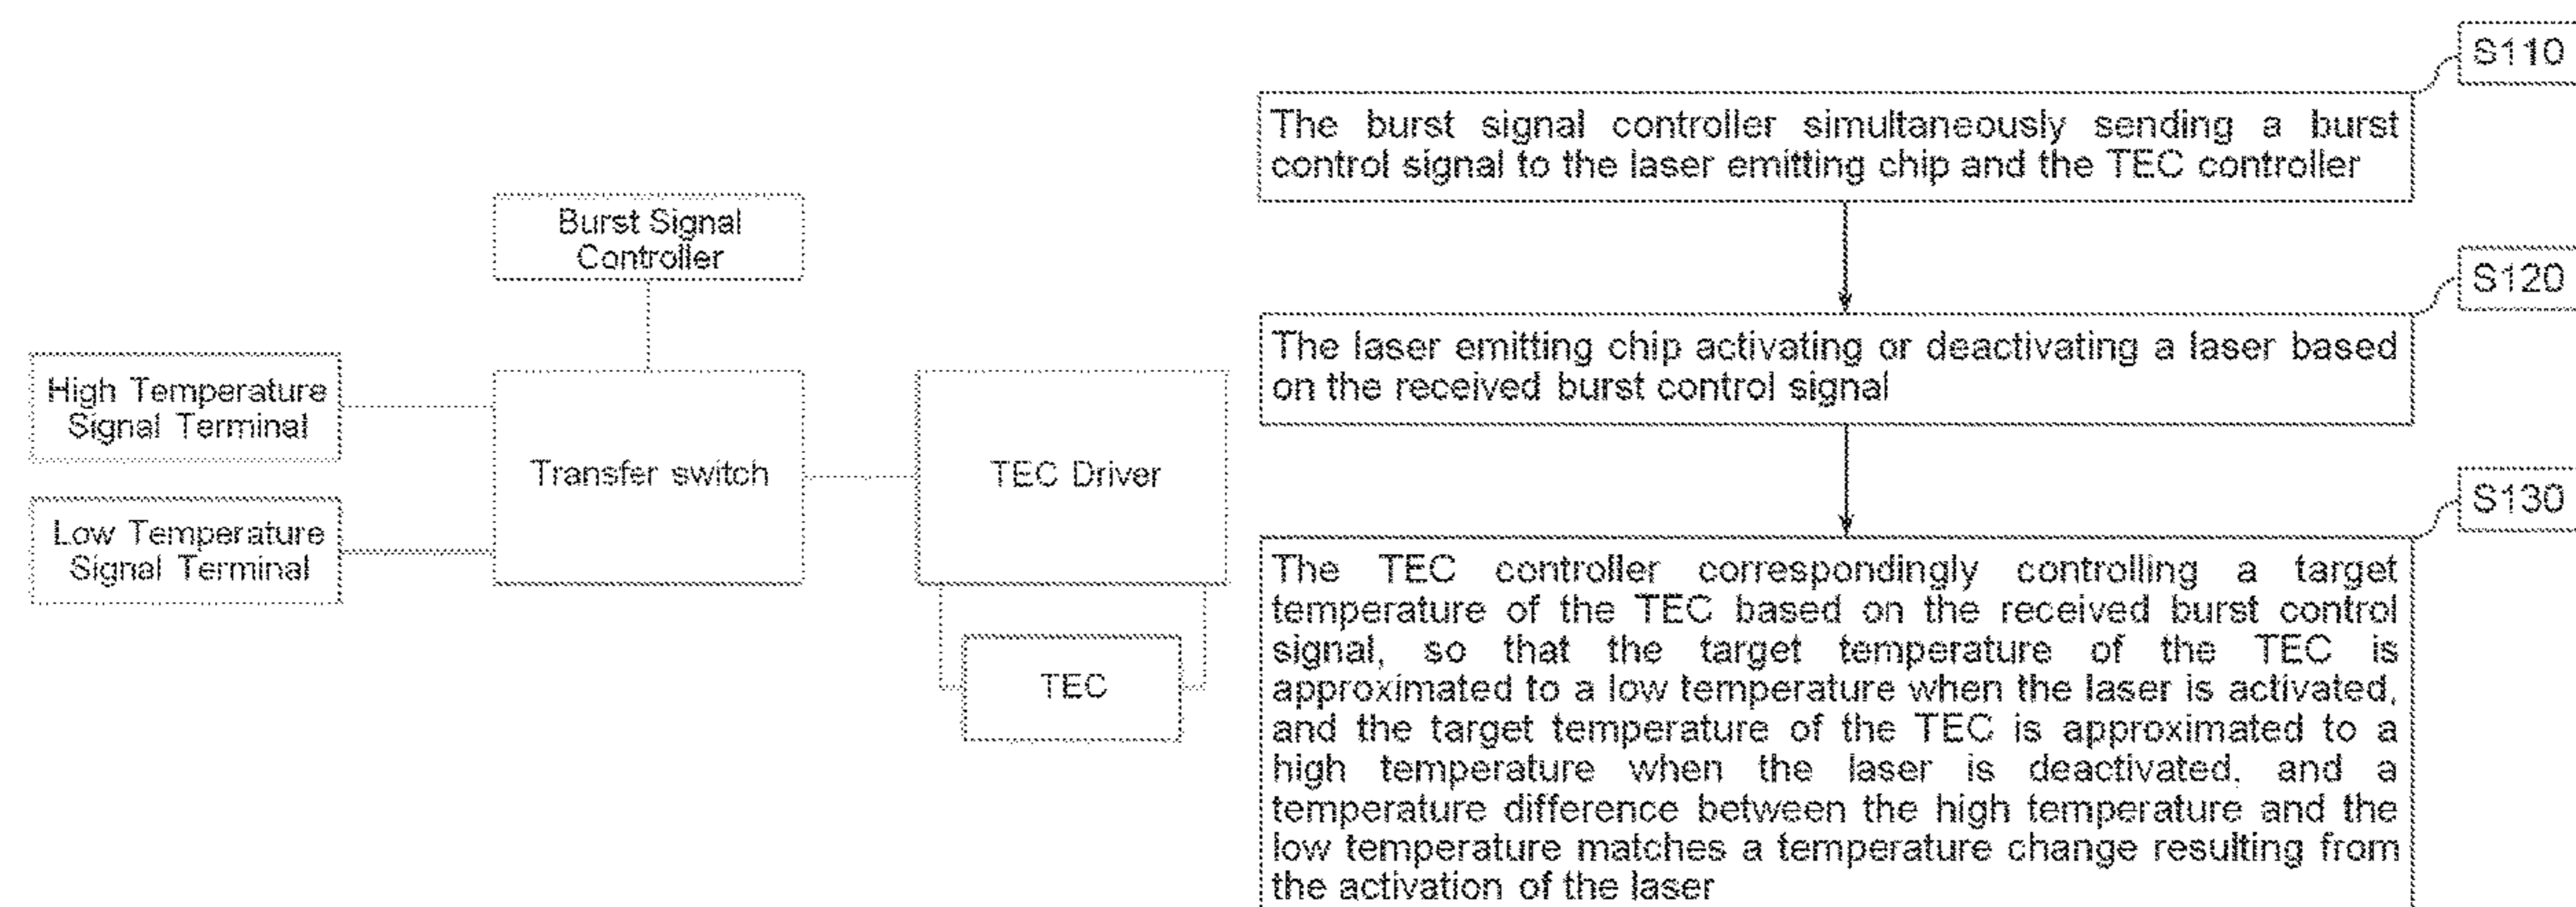 Burst Signal
Controller
High Temperature
Signal Terminal
Low Temperature
Signal Terminal
Transfer switch
TEC Driver
TEC
S110
The burst signal controller simultaneously sending a burst
control signal to the laser emitting chip and the TEC controller
S120
The laser emitting chip activating or deactivating a laser based
on the received burst control signal
S130
The TEC controller correspondingly controlling a target
temperature of the TEC based on the received burst control
signal, so that the target temperature of the TEC is
approximated to a low temperature when the laser is activated,
and the target temperature of the TEC is approximated to a
high temperature when the laser is deactivated, and a
temperature difference between the high temperature and the
low temperature matches a temperature change resulting from
the activation of the laser